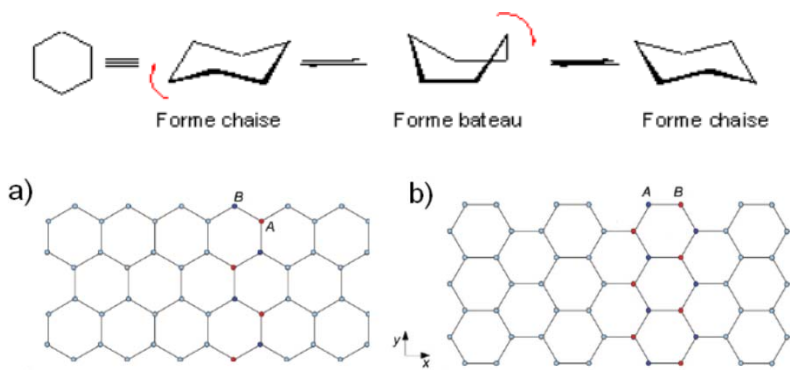 Forme chaise Forme bateau Forme chaise
a) b)
B A B
A
y
x